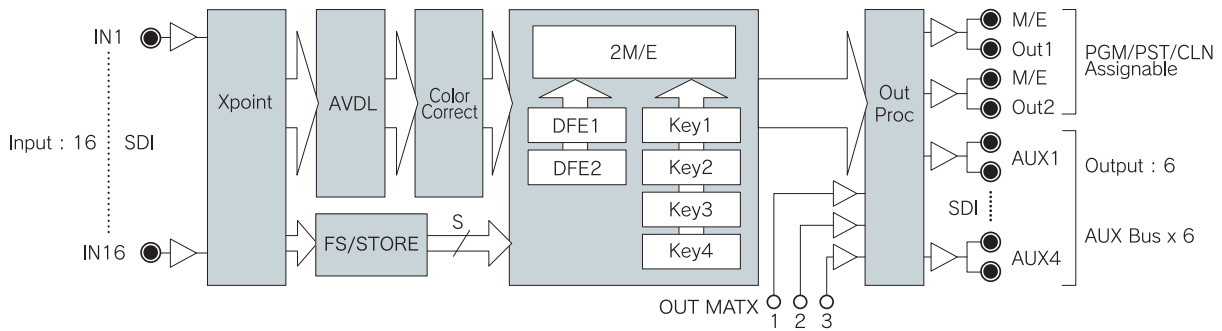 IN1
Input : 16
SDI
IN16
Xpoint
AVDL
Color
Correct
FS/STORE
S
2M/E
DFE1
DFE2
Key1
Key2
Key3
Key4
OUT MATX
1
2
3
Out
Proc
M/E
Out1
M/E
Out2
PGM/PST/CLN
Assignable
AUX1
SDI
AUX4
Output : 6
AUX Bus x 6